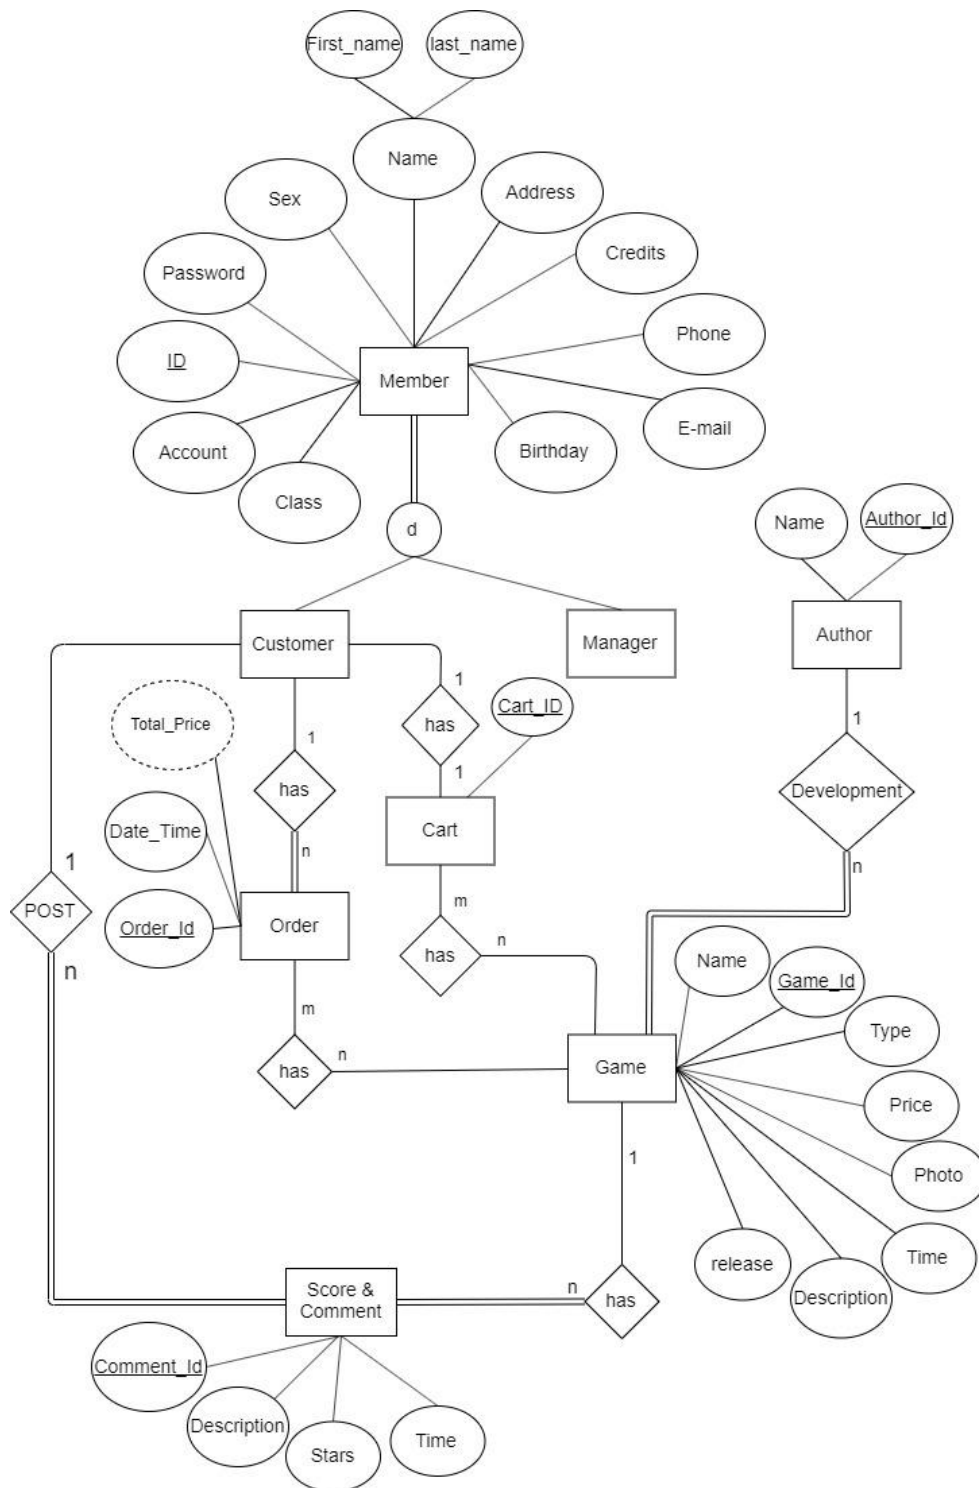 First_name
last_name
Name
Sex
Address
Password
Credits
ID
Phone
Member
Account
E-mail
Class
Birthday
d
Name
Author_Id
Customer
Manager
Author
Total_Price
1
has
1
Cart_ID
1
has
1
Development
Date_Time
Cart
1
n
n
POST
Order_Id
Order
m
n
has
n
Name
Game_Id
m
n
has
Type
Game
Price
1
Photo
release
Time
Description
Score &
Comment
n
has
Comment_Id
Description
Stars
Time